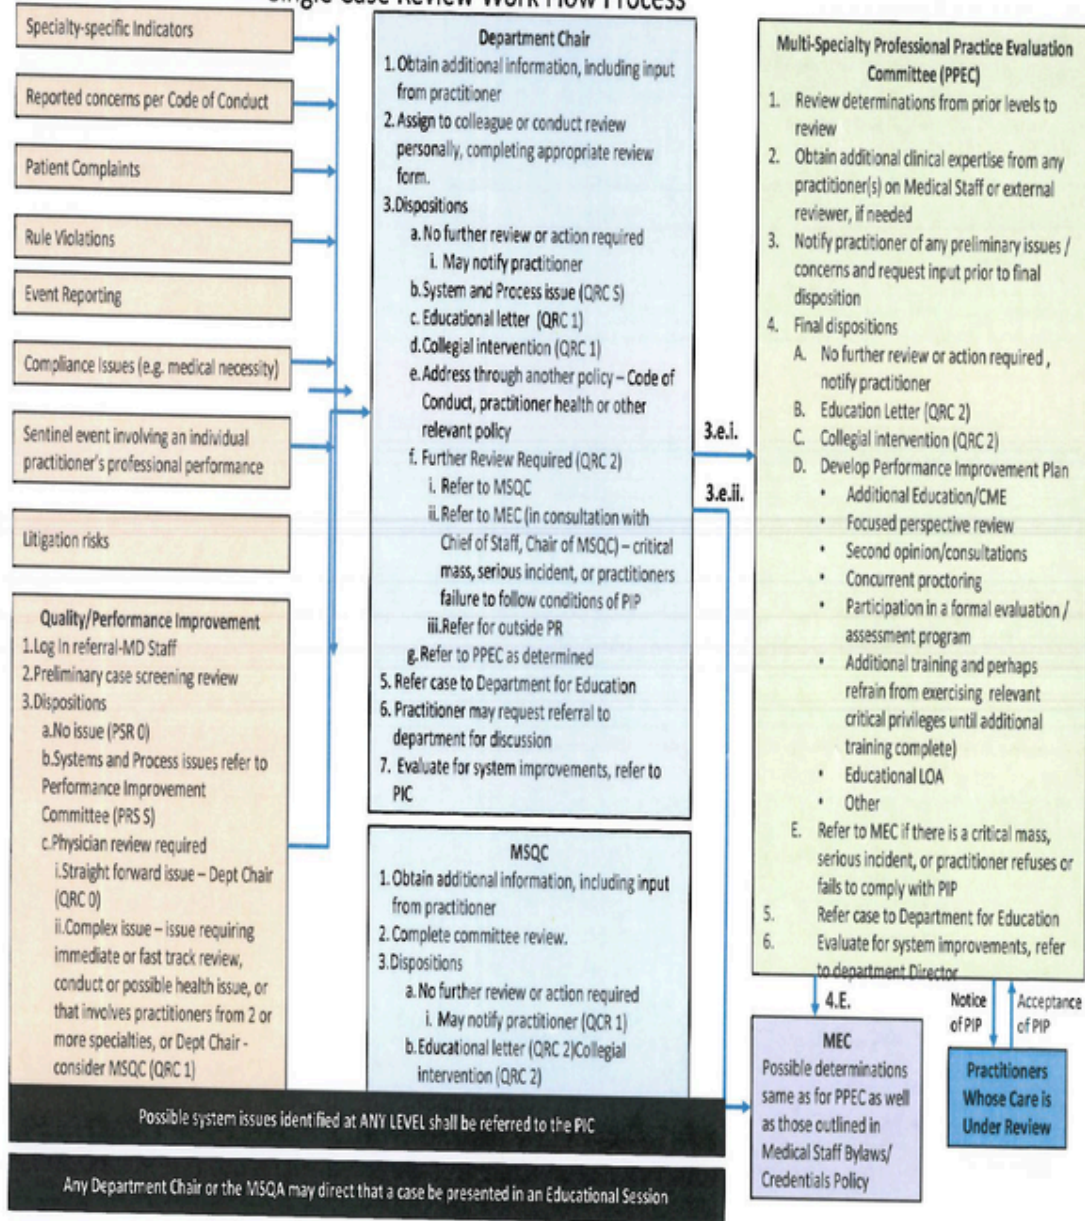 Single Case Review Work Flow Process
Specialty-specific Indicators
Reported concerns per Code of Conduct
Patient Complaints
Rule Violations
Event Reporting
Compliance Issues (e.g. medical necessity)
Sentinel event involving an individual
practitioner's professional performance
Litigation risks
Quality/Performance Improvement
1.Log In referral-MD Staff
2.Preliminary case screening review
3.Dispositions
a.No issue (PSR 0)
b.Systems and Process issues refer to
Performance Improvement
Committee (PRS S)
c.Physician review required
i.Straight forward issue – Dept Chair
(QRC 0)
ii.Complex issue – issue requiring
immediate or fast track review,
conduct or possible health issue, or
that involves practitioners from 2 or
more specialties, or Dept Chair -
consider MSQC (QRC 1)
Department Chair
1. Obtain additional information, including input
from practitioner
2. Assign to colleague or conduct review
personally, completing appropriate review
form.
3.Dispositions
a. No further review or action required
i. May notify practitioner
b.System and Process issue (QRC S)
c. Educational letter (QRC 1)
d.Collegial intervention (QRC 1)
e. Address through another policy – Code of
Conduct, practitioner health or other
relevant policy
f. Further Review Required (QRC 2)
i. Refer to MSQC
ii. Refer to MEC (in consultation with
Chief of Staff, Chair of MSQC) – critical
mass, serious incident, or practitioners
failure to follow conditions of PIP
iii.Refer for outside PR
g. Refer to PPEC as determined
5. Refer case to Department for Education
6. Practitioner may request referral to
department for discussion
7. Evaluate for system improvements, refer to
PIC
MSQC
1. Obtain additional information, including input
from practitioner
2. Complete committee review.
3.Dispositions
a. No further review or action required
i. May notify practitioner (QCR 1)
b. Educational letter (QRC 2)Collegial
intervention (QRC 2)
3.e.i.
3.e.ii.
Multi-Specialty Professional Practice Evaluation
Committee (PPEC)
1. Review determinations from prior levels to
review
2. Obtain additional clinical expertise from any
practitioner(s) on Medical Staff or external
reviewer, if needed
3. Notify practitioner of any preliminary issues /
concerns and request input prior to final
disposition
4. Final dispositions
A. No further review or action required ,
notify practitioner
B. Education Letter (QRC 2)
C. Collegial intervention (QRC 2)
D. Develop Performance Improvement Plan
• Additional Education/CME
• Focused perspective review
• Second opinion/consultations
• Concurrent proctoring
• Participation in a formal evaluation /
assessment program
• Additional training and perhaps
refrain from exercising relevant
critical privileges until additional
training complete)
• Educational LOA
• Other
E. Refer to MEC if there is a critical mass,
serious incident, or practitioner refuses or
fails to comply with PIP
5. Refer case to Department for Education
6. Evaluate for system improvements, refer
to department Director
4.E.
Notice
of PIP
Acceptance
of PIP
MEC
Possible determinations
same as for PPEC as well
as those outlined in
Medical Staff Bylaws/
Credentials Policy
Practitioners
Whose Care is
Under Review
Possible system issues identified at ANY LEVEL shall be referred to the PIC
Any Department Chair or the MSQA may direct that a case be presented in an Educational Session